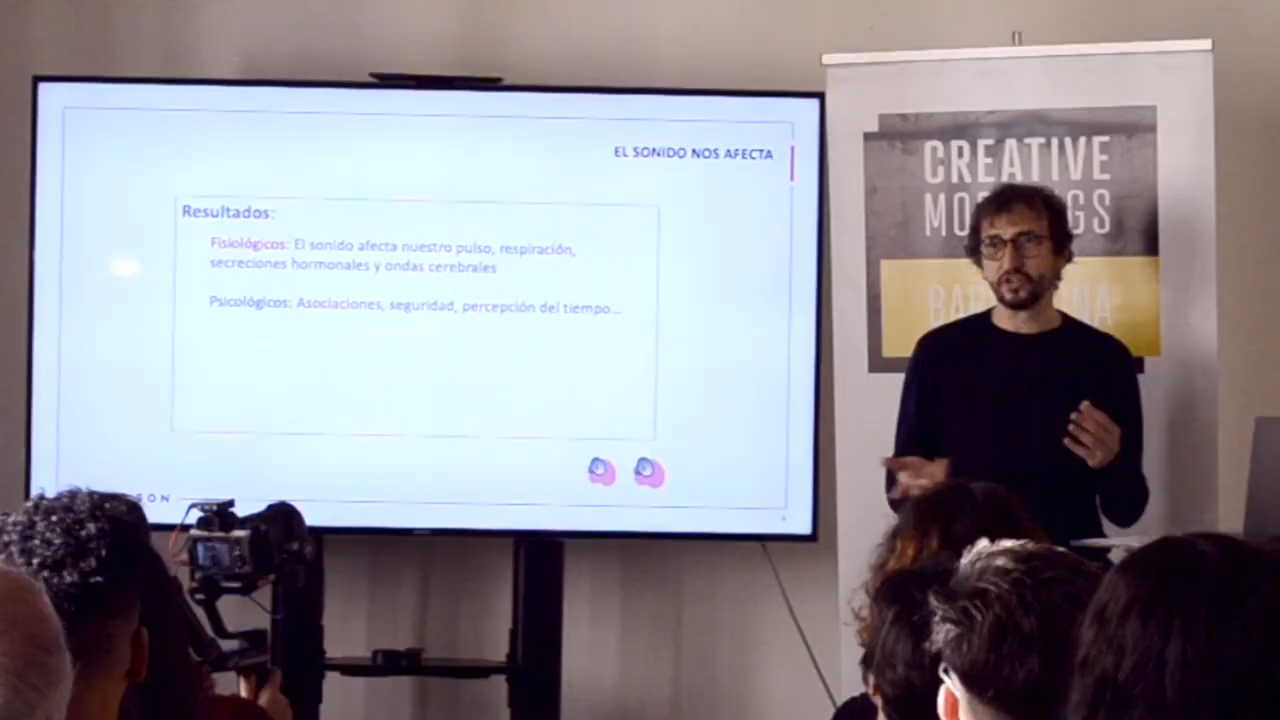 EL SONIDO NOS AFECTA
Resultados:
Fisiológicos: El sonido afecta nuestro pulso, respiración,
secreciones hormonales y ondas cerebrales
Psicológicos: Asociaciones, seguridad, percepción del tiempo...
CREATIVE